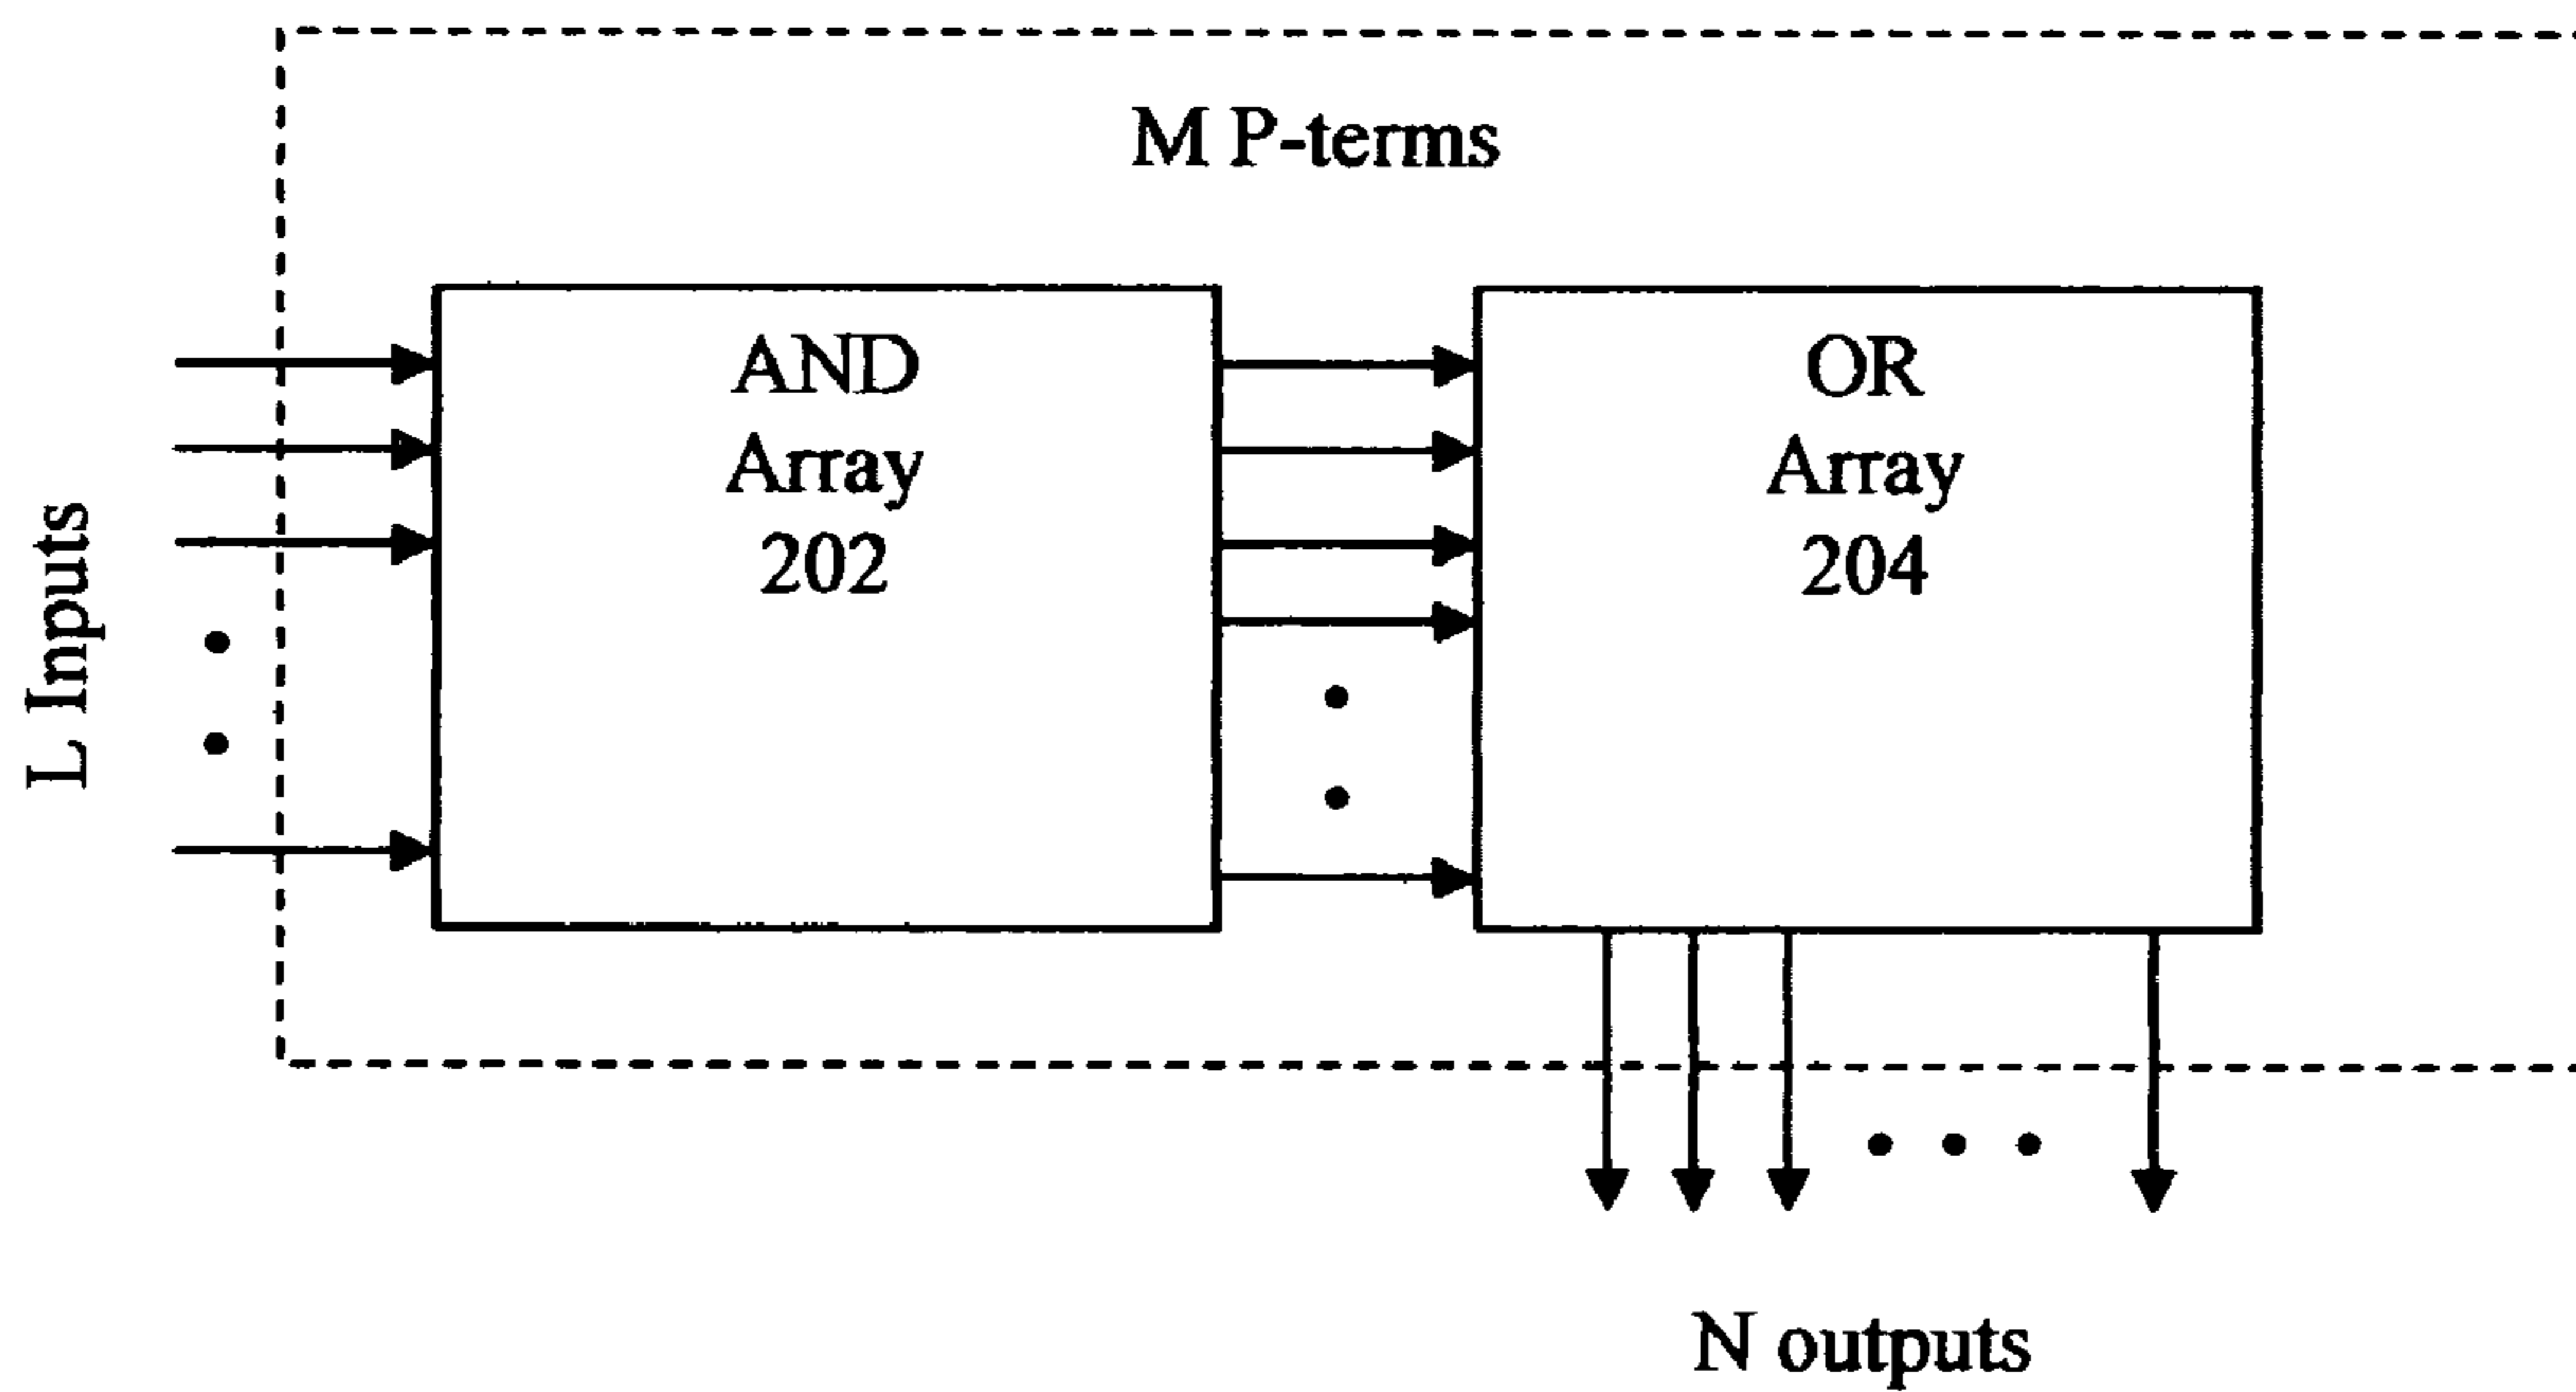 M P-terms
L Inputs
AND
Array
202
OR
Array
204
N outputs